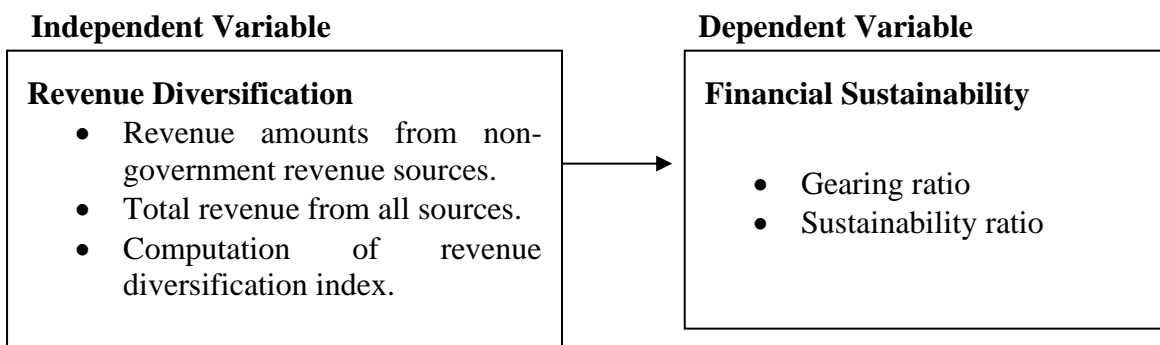 Independent Variable
Revenue Diversification
• Revenue amounts from non-
government revenue sources.
• Total revenue from all sources.
• Computation of revenue
diversification index.
Dependent Variable
Financial Sustainability
• Gearing ratio
• Sustainability ratio